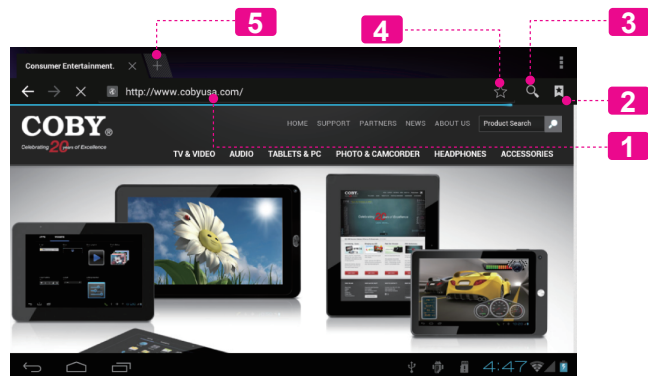 5
4
3
Consumer Entertainment.
http://www.cobyusa.com/
2
COBY®
Celebrating 20 years of Excellence
HOME SUPPORT PARTNERS NEWS ABOUT US Product Search
1
TV & VIDEO AUDIO TABLETS & PC PHOTO & CAMCORDER HEADPHONES ACCESSORIES
4:47